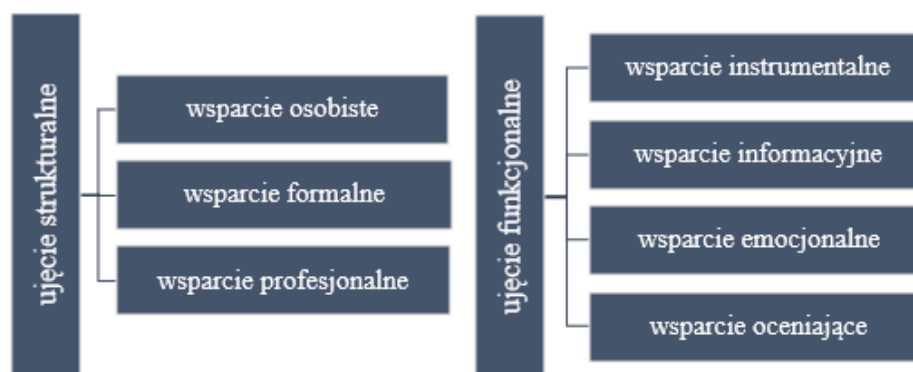 ujęcie strukturalne
wsparcie osobiste
wsparcie formalne
wsparcie profesjonalne
ujęcie funkcjonalne
wsparcie instrumentalne
wsparcie informacyjne
wsparcie emocjonalne
wsparcie oceniające